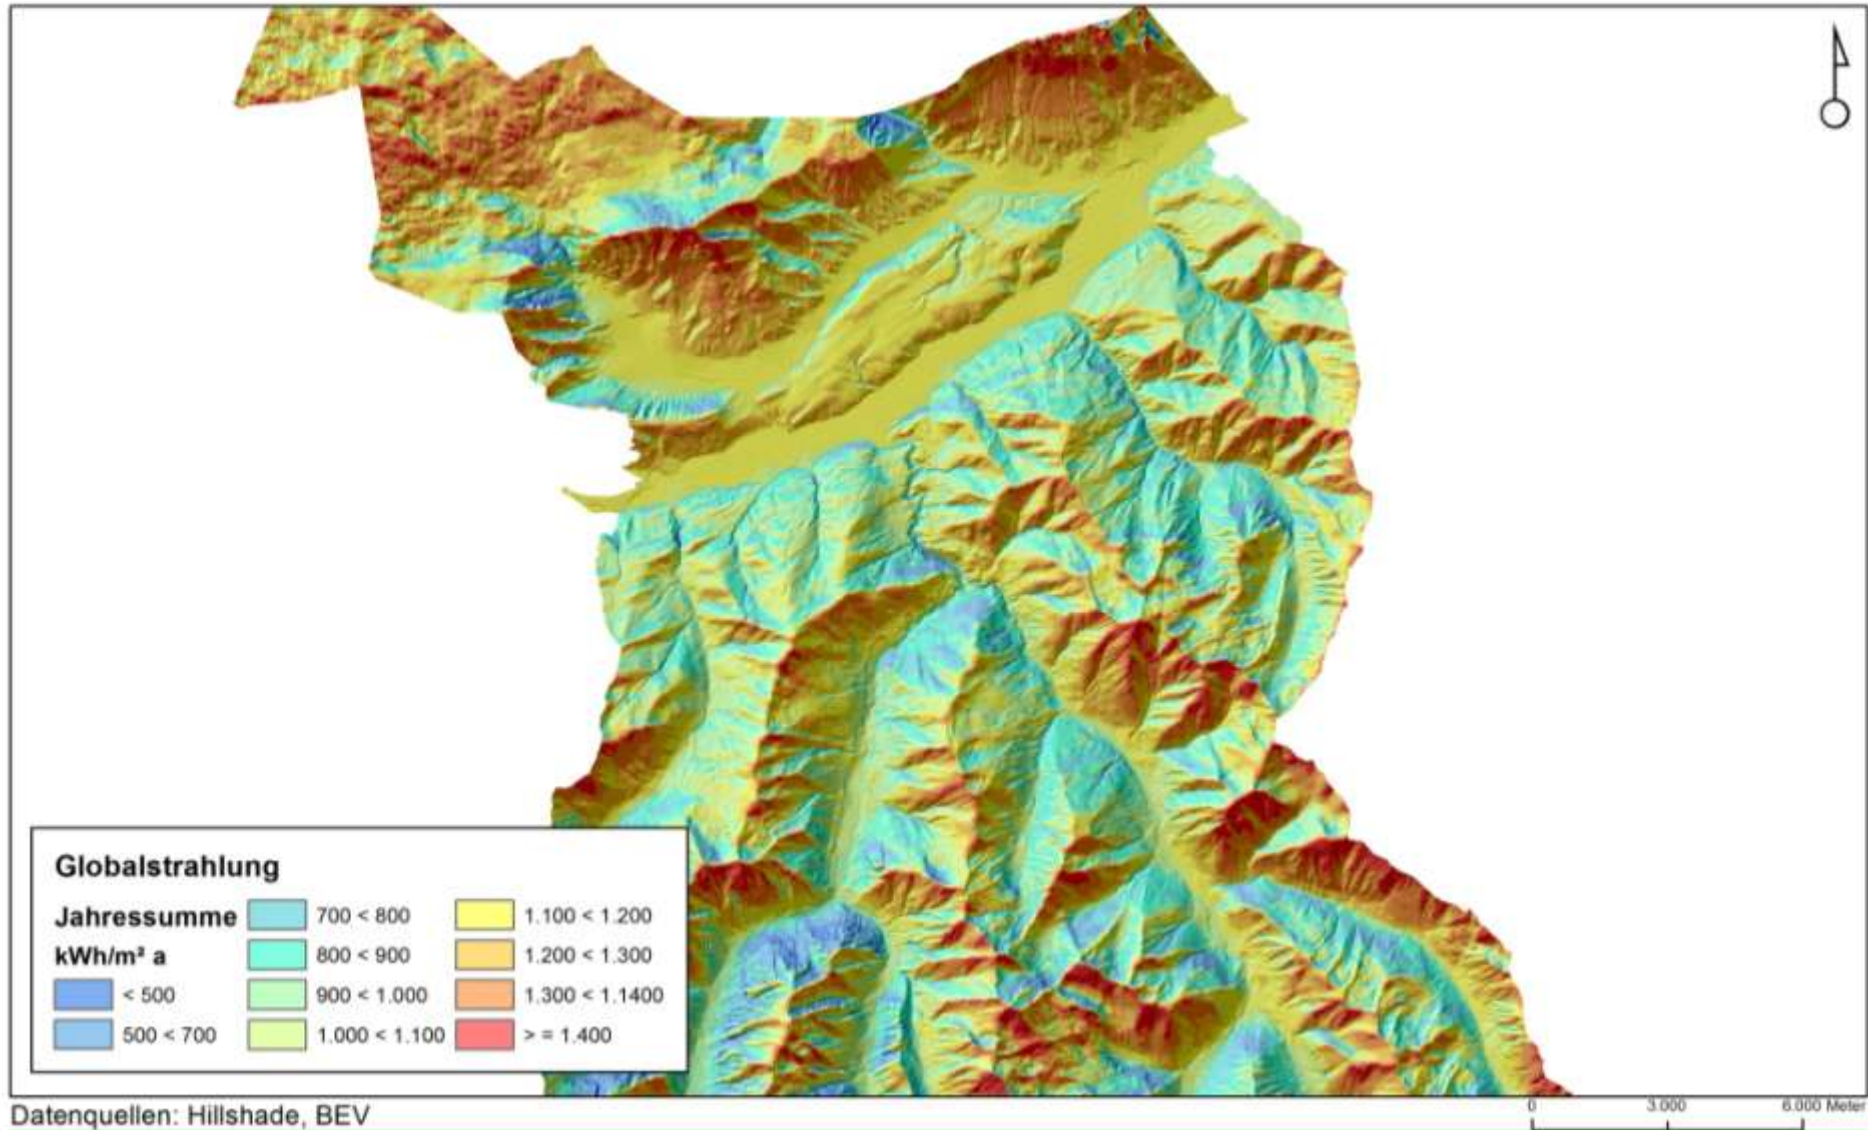 Globalstrahlung
Jahressumme
kWh/m² a
< 500
500 < 700
700 < 800
800 < 900
900 < 1.000
1.000 < 1.100
1.100 < 1.200
1.200 < 1.300
1.300 < 1.1400
> = 1.400
Datenquellen: Hillshade, BEV
0 3.000 6.000 Meter